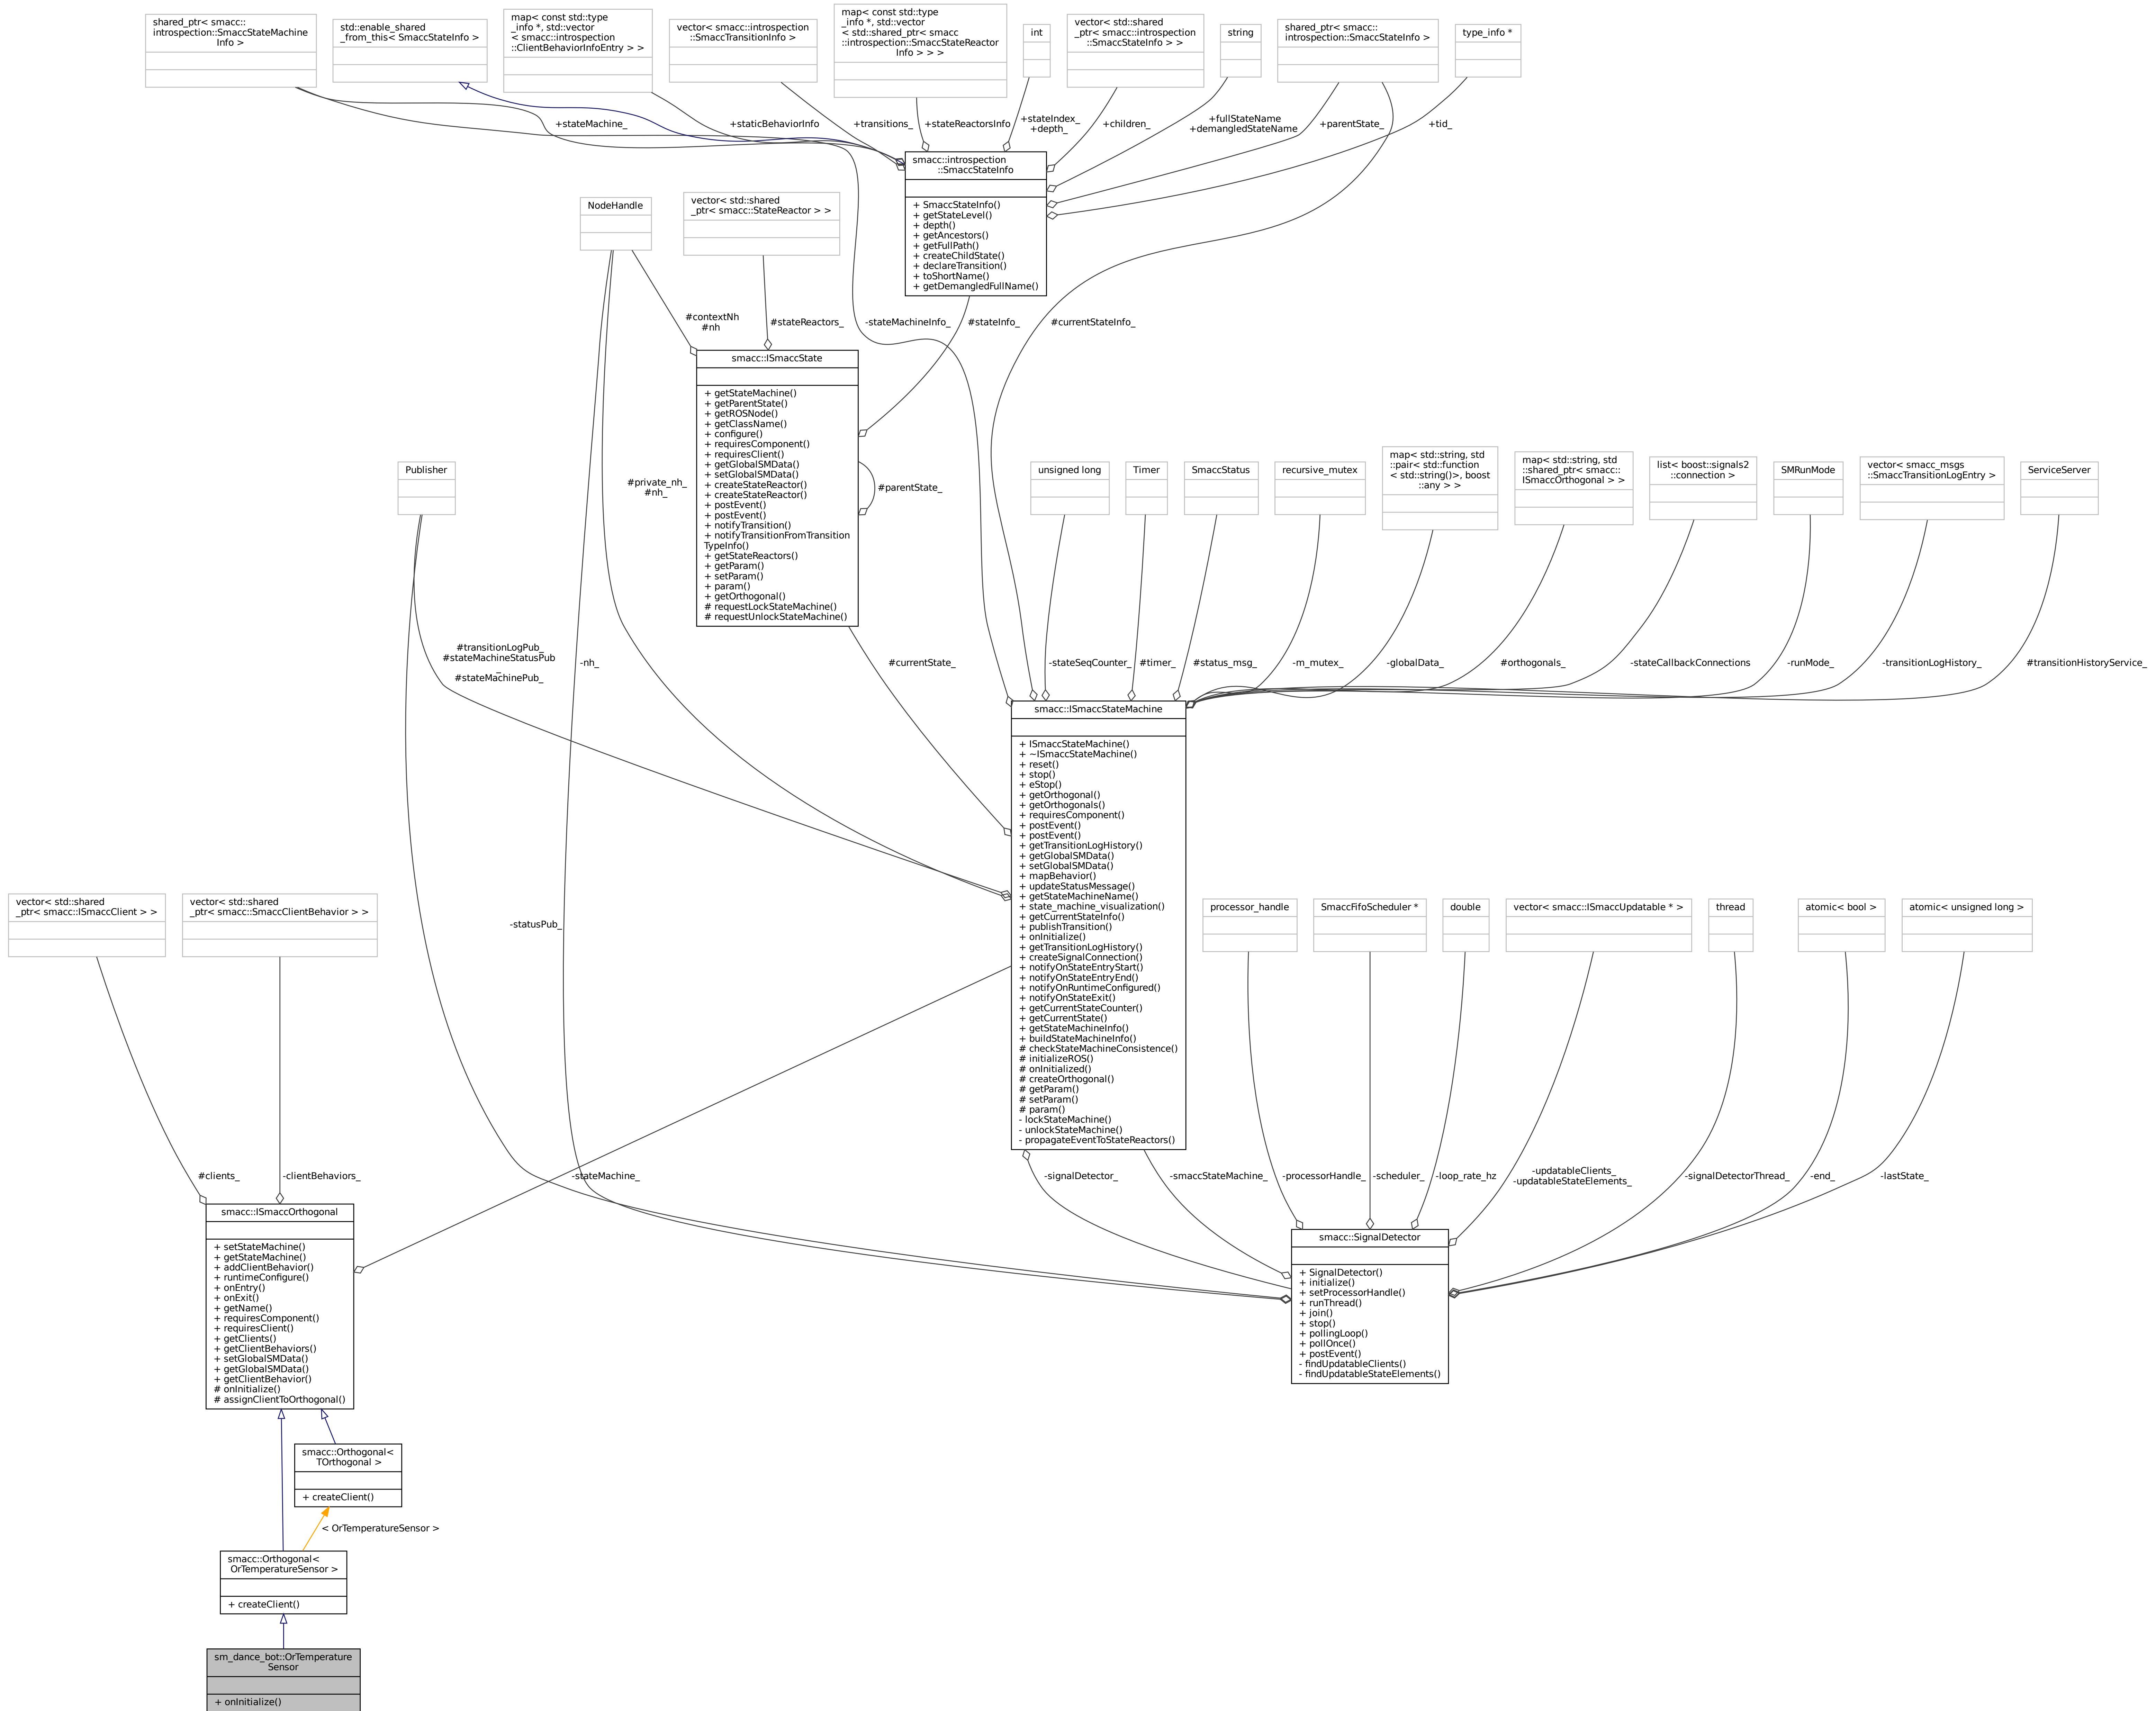 shared_ptr< smacc::
introspection::SmaccStateMachine
Info >
std::enable_shared
_from_this< SmaccStateInfo >
map< const std::type
_info *, std::vector
< smacc::introspection
::ClientBehaviorInfoEntry > >
vector< smacc::introspection
::SmaccTransitionInfo >
map< const std::type
_info *, std::vector
< std::shared_ptr< smacc
::introspection::SmaccStateReactor
Info > > >
int
vector< std::shared
_ptr< smacc::introspection
::SmaccStateInfo > >
string
shared_ptr< smacc::
introspection::SmaccStateInfo >
type_info *
+stateMachine_
+staticBehaviorInfo
+transitions_
+stateReactorsInfo
+stateIndex_
+depth_
+children_
+fullStateName
+demangledStateName
+parentState_
+tid_
smacc::introspection
::SmaccStateInfo
+ SmaccStateInfo()
+ getStateLevel()
+ depth()
+ getAncestors()
+ getFullPath()
+ createChildState()
+ declareTransition()
+ toShortName()
+ getDemangledFullName()
NodeHandle
vector< std::shared
_ptr< smacc::StateReactor > >
#contextNh
#nh
#stateReactors_
-stateMachineInfo_
#stateInfo_
#currentStateInfo_
smacc::ISmaccState
+ getStateMachine()
+ getParentState()
+ getROSNode()
+ getClassName()
+ configure()
+ requiresComponent()
+ requiresClient()
+ getGlobalSMData()
+ setGlobalSMData()
+ createStateReactor()
+ createStateReactor()
+ postEvent()
+ postEvent()
+ notifyTransition()
+ notifyTransitionFromTransition
TypeInfo()
+ getStateReactors()
+ getParam()
+ setParam()
+ param()
+ getOrthogonal()
# requestLockStateMachine()
# requestUnlockStateMachine()
#parentState_
Publisher
#private_nh_
#nh_
unsigned long
Timer
SmaccStatus
recursive_mutex
map< std::string, std
::pair< std::function
< std::string()>, boost
::any > >
map< std::string, std
::shared_ptr< smacc::
ISmaccOrthogonal > >
list< boost::signals2
::connection >
SMRunMode
vector< smacc_msgs
::SmaccTransitionLogEntry >
ServiceServer
#transitionLogPub_
#stateMachineStatusPub
_
#stateMachinePub_
-nh_
#currentState_
-stateSeqCounter_
#timer_
#status_msg_
-m_mutex_
-globalData_
#orthogonals_
-stateCallbackConnections
-runMode_
-transitionLogHistory_
#transitionHistoryService_
smacc::ISmaccStateMachine
+ ISmaccStateMachine()
+ ~ISmaccStateMachine()
+ reset()
+ stop()
+ eStop()
+ getOrthogonal()
+ getOrthogonals()
+ requiresComponent()
+ postEvent()
+ postEvent()
+ getTransitionLogHistory()
+ getGlobalSMData()
+ setGlobalSMData()
+ mapBehavior()
+ updateStatusMessage()
+ getStateMachineName()
+ state_machine_visualization()
+ getCurrentStateInfo()
+ publishTransition()
+ onInitialize()
+ getTransitionLogHistory()
+ createSignalConnection()
+ notifyOnStateEntryStart()
+ notifyOnStateEntryEnd()
+ notifyOnRuntimeConfigured()
+ notifyOnStateExit()
+ getCurrentStateCounter()
+ getCurrentState()
+ getStateMachineInfo()
+ buildStateMachineInfo()
# checkStateMachineConsistence()
# initializeROS()
# onInitialized()
# createOrthogonal()
# getParam()
# setParam()
# param()
- lockStateMachine()
- unlockStateMachine()
- propagateEventToStateReactors()
vector< std::shared
_ptr< smacc::ISmaccClient > >
vector< std::shared
_ptr< smacc::SmaccClientBehavior > >
-statusPub_
processor_handle
SmaccFifoScheduler *
double
vector< smacc::ISmaccUpdatable * >
thread
atomic< bool >
atomic< unsigned long >
#clients_
-clientBehaviors_
-stateMachine_
-signalDetector_
-smaccStateMachine_
-processorHandle_
-scheduler_
-loop_rate_hz
-updatableClients_
-updatableStateElements_
-signalDetectorThread_
-end_
-lastState_
smacc::ISmaccOrthogonal
+ setStateMachine()
+ getStateMachine()
+ addClientBehavior()
+ runtimeConfigure()
+ onEntry()
+ onExit()
+ getName()
+ requiresComponent()
+ requiresClient()
+ getClients()
+ getClientBehaviors()
+ setGlobalSMData()
+ getGlobalSMData()
+ getClientBehavior()
# onInitialize()
# assignClientToOrthogonal()
smacc::SignalDetector
+ SignalDetector()
+ initialize()
+ setProcessorHandle()
+ runThread()
+ join()
+ stop()
+ pollingLoop()
+ pollOnce()
+ postEvent()
- findUpdatableClients()
- findUpdatableStateElements()
smacc::Orthogonal<
TOrthogonal >
+ createClient()
< OrTemperatureSensor >
smacc::Orthogonal<
OrTemperatureSensor >
+ createClient()
sm_dance_bot::OrTemperature
Sensor
+ onInitialize()